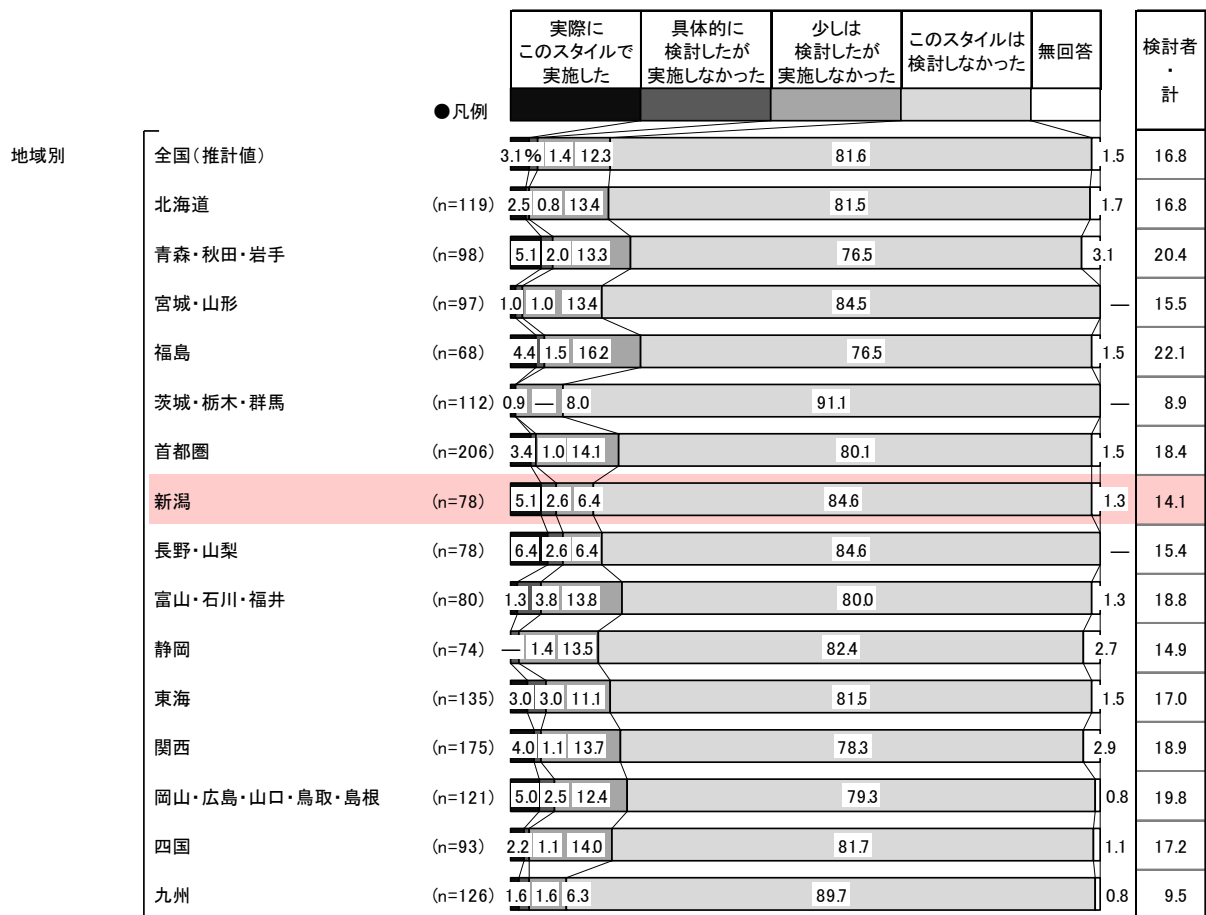 実際に
このスタイルで
実施した
具体的に
検討したが
実施しなかった
少しは
検討したが
実施しなかった
このスタイルは
検討しなかった
無回答
検討者
・
計
●凡例
地域別
全国(推計値) 3.1% 1.4 12.3 81.6 1.5 16.8
北海道 (n=119) 2.5 0.8 13.4 81.5 1.7 16.8
青森・秋田・岩手 (n=98) 5.1 2.0 13.3 76.5 3.1 20.4
宮城・山形 (n=97) 1.0 1.0 13.4 84.5 — 15.5
福島 (n=68) 4.4 1.5 16.2 76.5 1.5 22.1
茨城・栃木・群馬 (n=112) 0.9 — 8.0 91.1 — 8.9
首都圏 (n=206) 3.4 1.0 14.1 80.1 1.5 18.4
新潟 (n=78) 5.1 2.6 6.4 84.6 1.3 14.1
長野・山梨 (n=78) 6.4 2.6 6.4 84.6 — 15.4
富山・石川・福井 (n=80) 1.3 3.8 13.8 80.0 1.3 18.8
静岡 (n=74) — 1.4 13.5 82.4 2.7 14.9
東海 (n=135) 3.0 3.0 11.1 81.5 1.5 17.0
関西 (n=175) 4.0 1.1 13.7 78.3 2.9 18.9
岡山・広島・山口・鳥取・島根 (n=121) 5.0 2.5 12.4 79.3 0.8 19.8
四国 (n=93) 2.2 1.1 14.0 81.7 1.1 17.2
九州 (n=126) 1.6 1.6 6.3 89.7 0.8 9.5